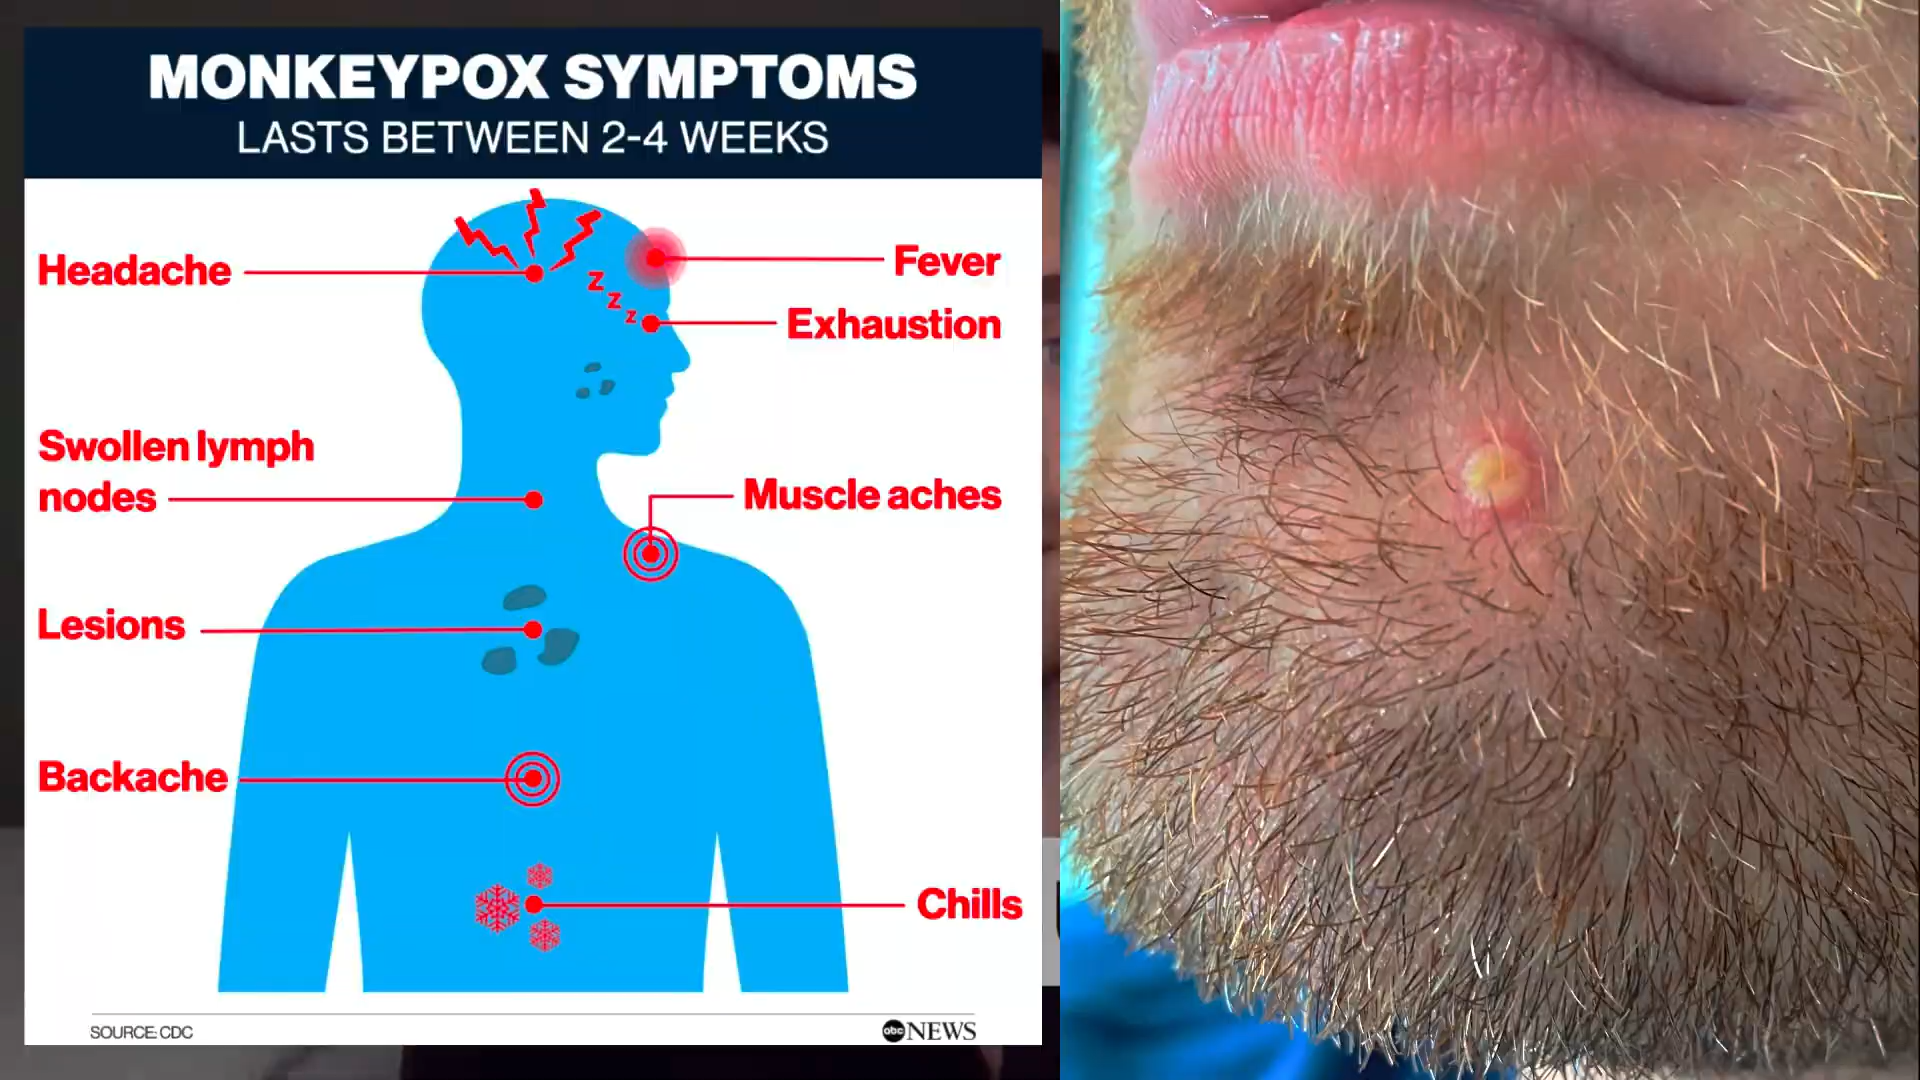 MONKEYPOX SYMPTOMS
LASTS BETWEEN 2-4 WEEKS
Headache
Fever
z
z
z
Exhaustion
Swollen lymph
nodes
Muscle aches
Lesions
Backache
Chills
SOURCE: CDC
abc NEWS